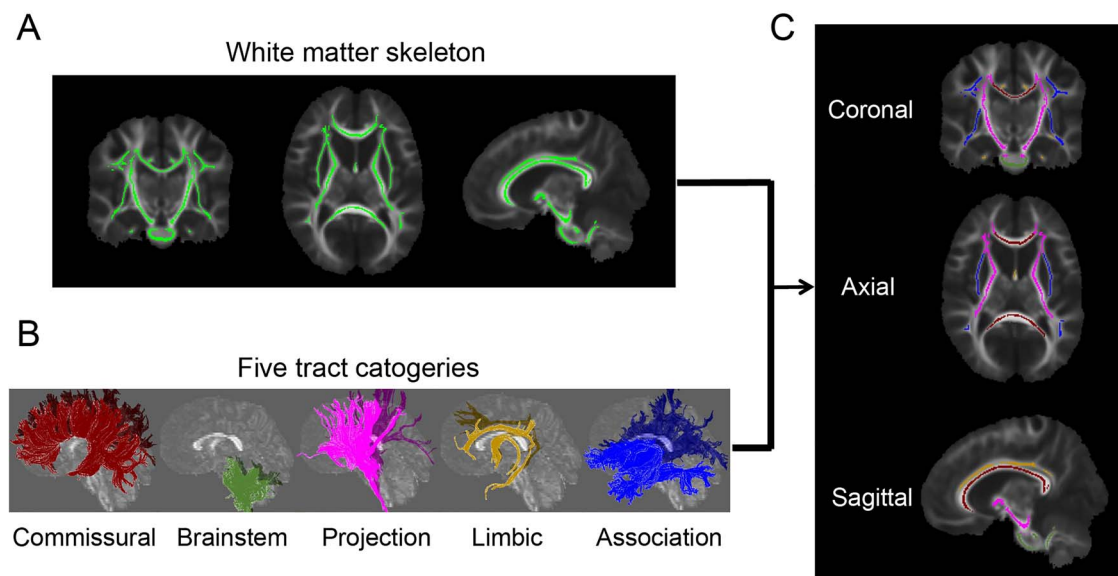 A
White matter skeleton
B
Five tract catogeries
Commissural Brainstem Projection Limbic Association
C
Coronal
Axial
Sagittal